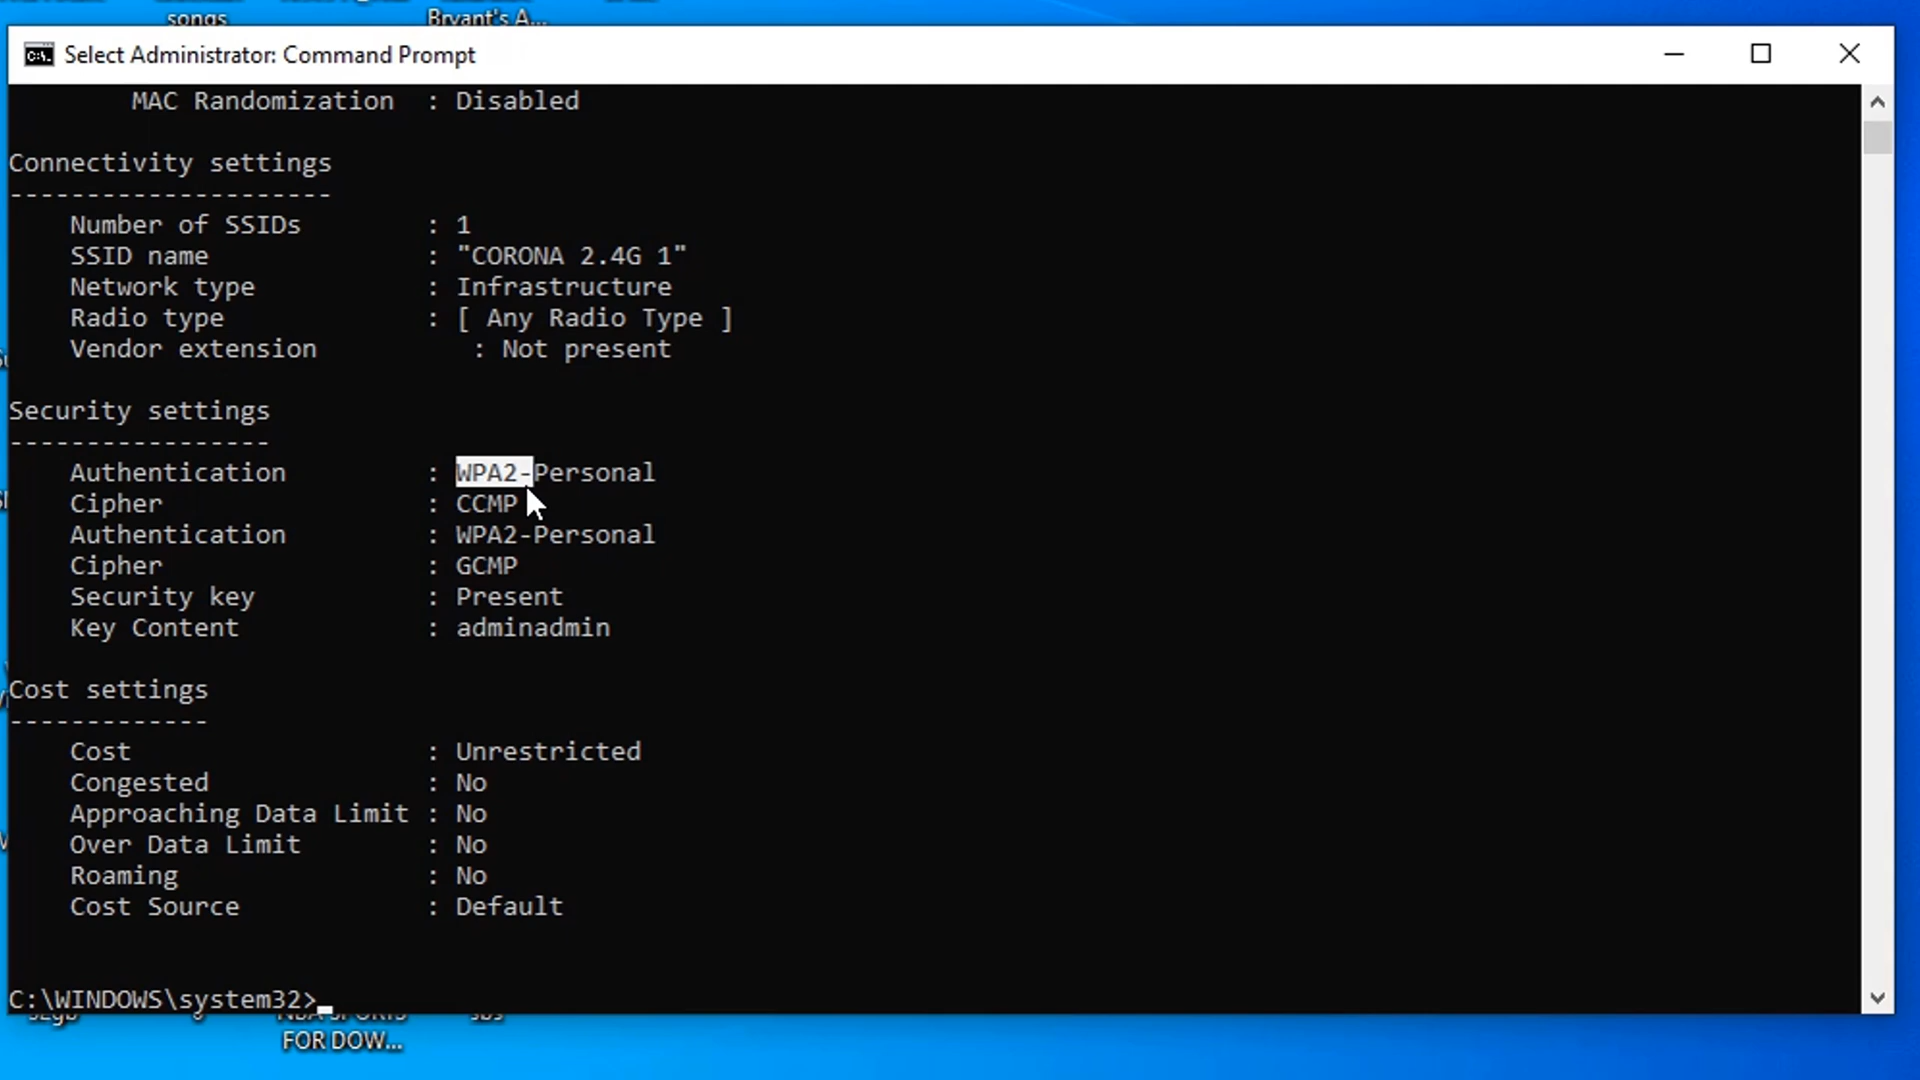 songs
Bryant's A...
Select Administrator: Command Prompt
MAC Randomization : Disabled
Connectivity settings
---------------------
Number of SSIDs : 1
SSID name : "CORONA 2.4G 1"
Network type : Infrastructure
Radio type : [ Any Radio Type ]
Vendor extension : Not present
Security settings
-----------------
Authentication : WPA2-Personal
Cipher : CCMP
Authentication : WPA2-Personal
Cipher : GCMP
Security key : Present
Key Content : adminadmin
Cost settings
-------------
Cost : Unrestricted
Congested : No
Approaching Data Limit : No
Over Data Limit : No
Roaming : No
Cost Source : Default
C:\WINDOWS\system32>
FOR DOW...